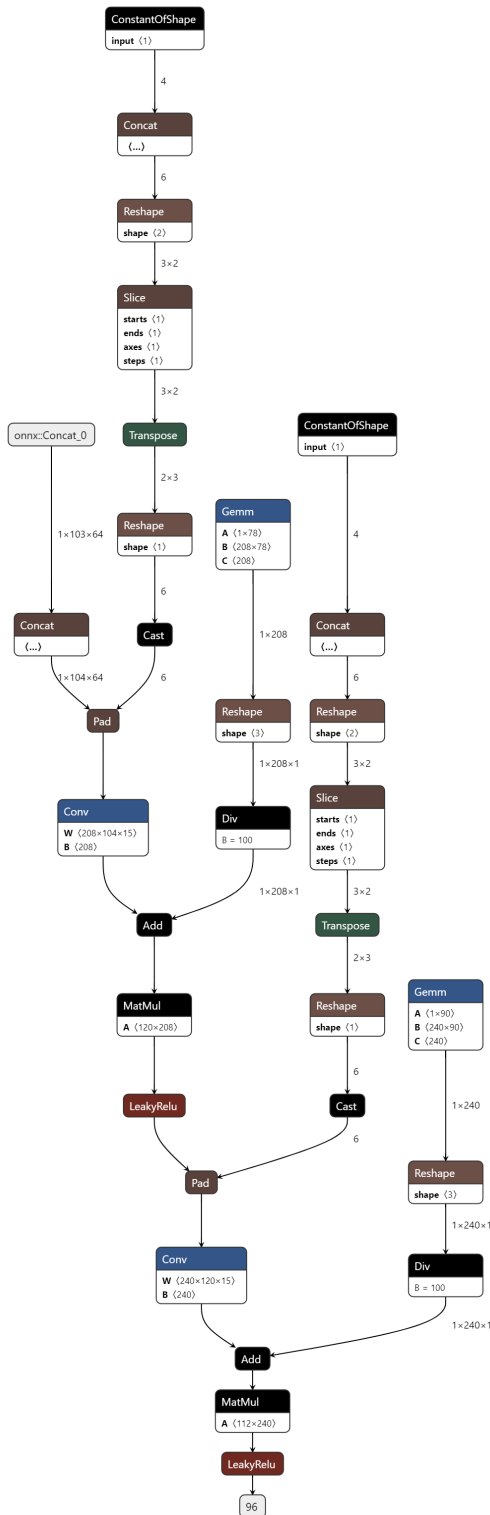 ConstantOfShape
input ⟨1⟩
4
Concat
⟨...⟩
6
Reshape
shape ⟨2⟩
3×2
Slice
starts ⟨1⟩
ends ⟨1⟩
axes ⟨1⟩
steps ⟨1⟩
3×2
onnx::Concat_0
Transpose
ConstantOfShape
input ⟨1⟩
2×3
1×103×64
Reshape
shape ⟨1⟩
Gemm
A ⟨1×78⟩
B ⟨208×78⟩
C ⟨208⟩
4
6
Concat
⟨...⟩
Cast
1×208
Concat
⟨...⟩
1×104×64
6
6
Pad
Reshape
shape ⟨3⟩
Reshape
shape ⟨2⟩
1×208×1
3×2
Conv
W ⟨208×104×15⟩
B ⟨208⟩
Div
B = 100
Slice
starts ⟨1⟩
ends ⟨1⟩
axes ⟨1⟩
steps ⟨1⟩
1×208×1
3×2
Add
Transpose
2×3
MatMul
A ⟨120×208⟩
Reshape
shape ⟨1⟩
Gemm
A ⟨1×90⟩
B ⟨240×90⟩
C ⟨240⟩
6
LeakyRelu
Cast
1×240
6
Pad
Reshape
shape ⟨3⟩
1×240×1
Conv
W ⟨240×120×15⟩
B ⟨240⟩
Div
B = 100
1×240×1
Add
MatMul
A ⟨112×240⟩
LeakyRelu
96